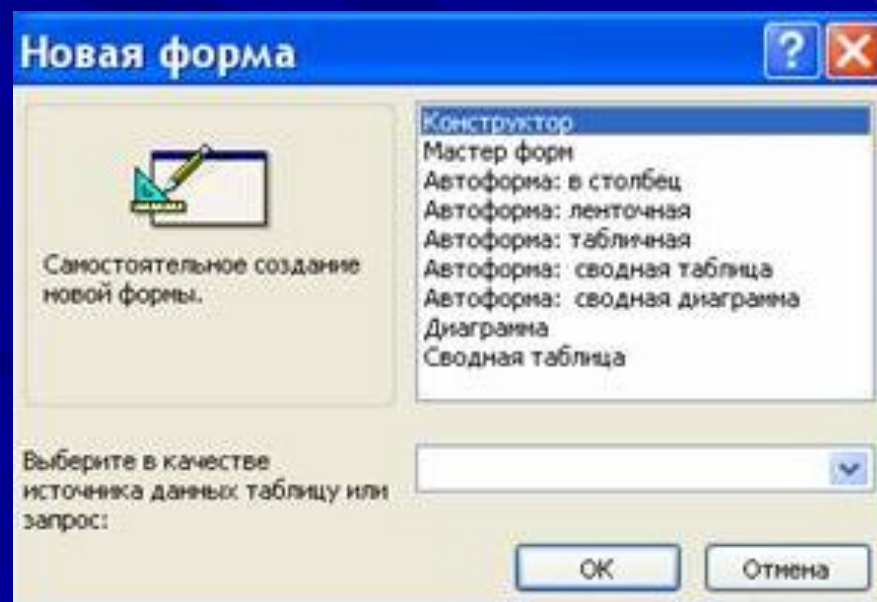 Новая форма
Самостоятельное создание
новой формы.
Конструктор
Мастер форм
Автоформа: в столбец
Автоформа: ленточная
Автоформа: табличная
Автоформа: сводная таблица
Автоформа: сводная диаграмма
Диаграмма
Сводная таблица
Выберите в качестве
источника данных таблицу или
запрос:
ОК
Отмена